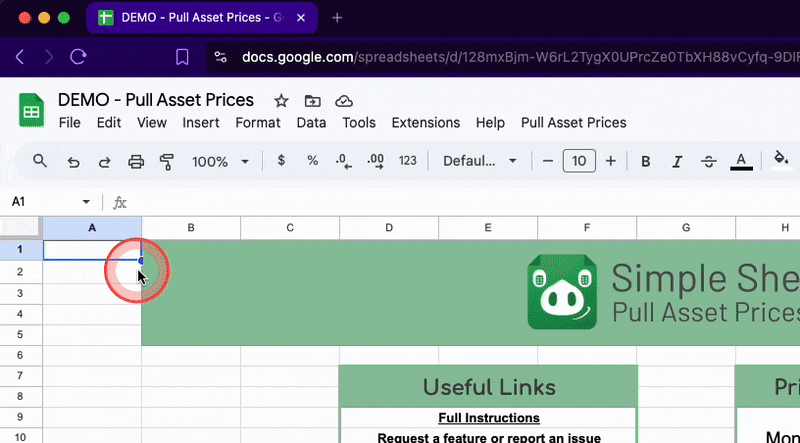 DEMO - Pull Asset Prices - G
docs.google.com/spreadsheets/d/128mxBjm-W6rL2TygX0UPrcZe0TbXH88vCyfq-9DlF
DEMO - Pull Asset Prices
File Edit View Insert Format Data Tools Extensions Help Pull Asset Prices
100% $ % .0 .00 123 Defaul... - 10 + B I S A
A1 fx
A B C D E F G H
1
2
Simple She
3
4
Pull Asset Prices
5
6
7
Useful Links Pri
8
9
Full Instructions
10
Request a feature or report an issue
Mon